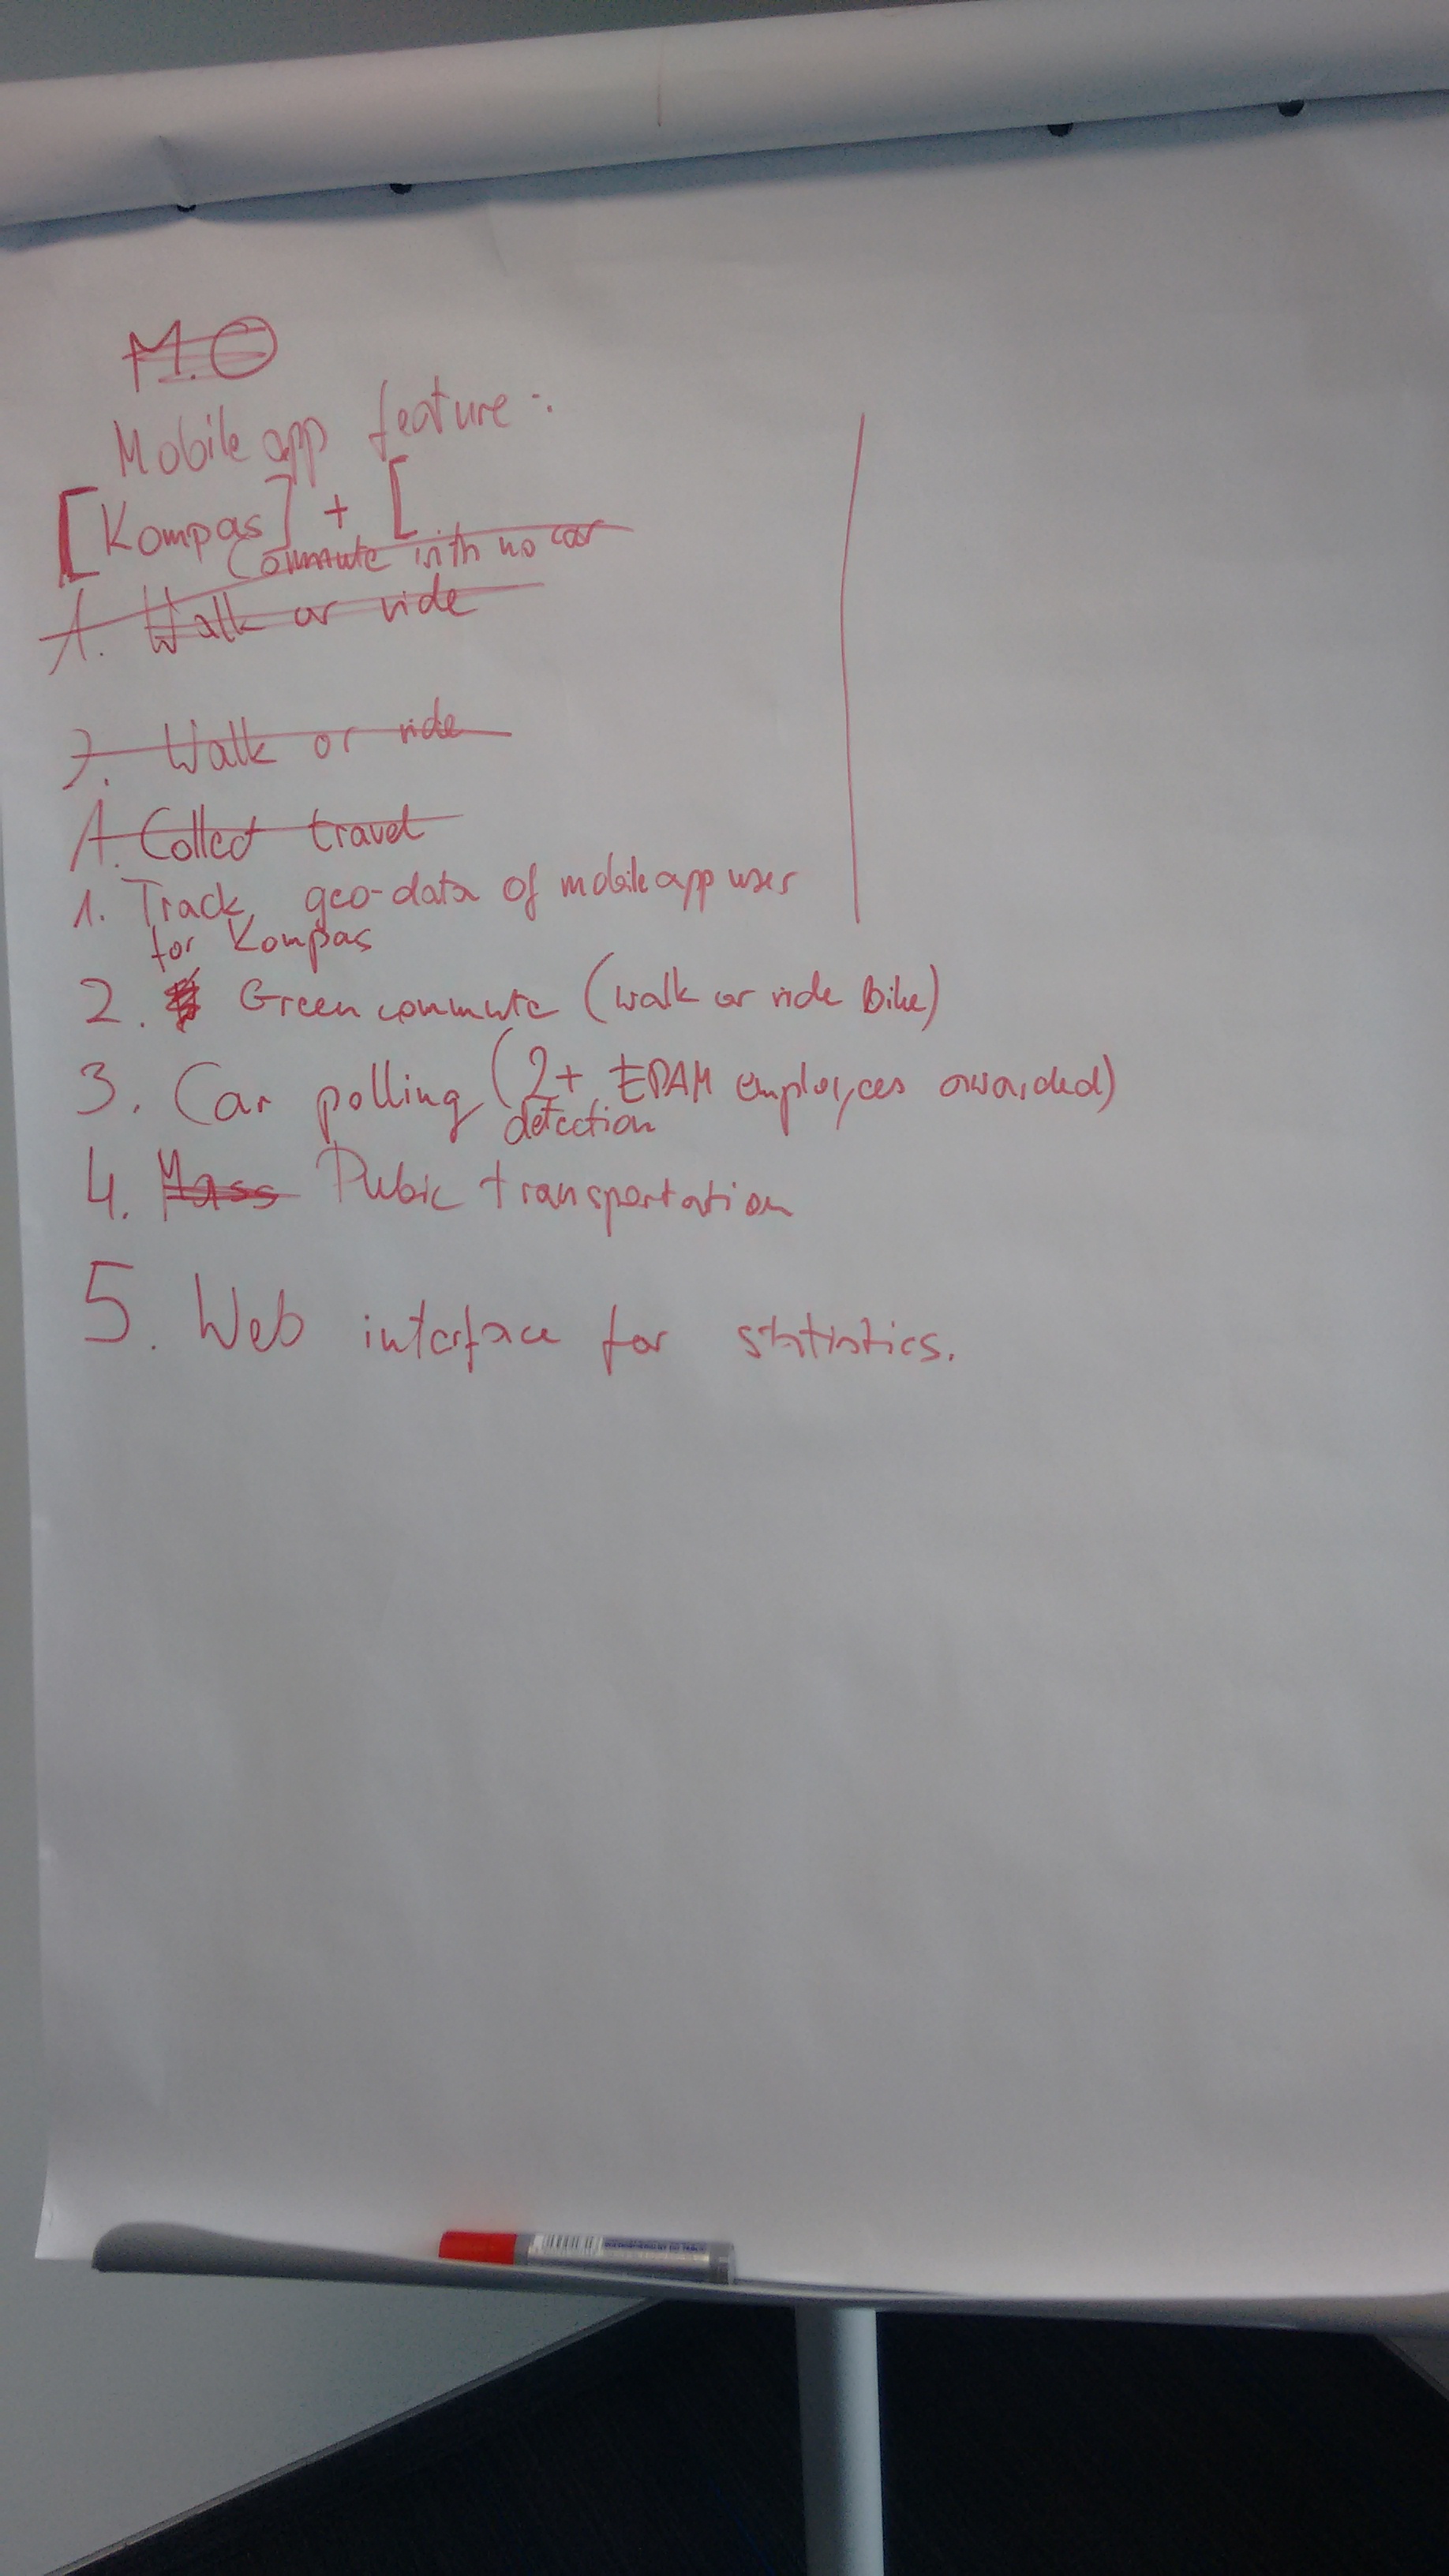 M.
Mobile app feature:
[Kompas] + [
Commute with no car
1. Walk or ride
2. Walk or ride
1. Collect travel
1. Track geo-data of mobile app users
for Kompas
2. Green commute (walk or ride bike)
3. Car polling (2+ EPAM employees awarded)
detection
4. Mass Pubic transportation
5. Web interface for statistics.